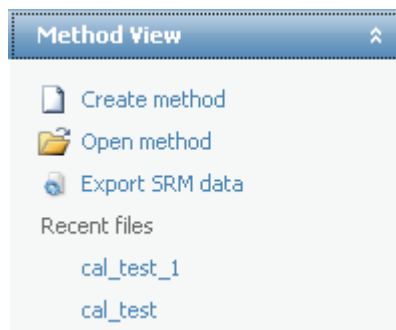 Method View
Create method
Open method
Export SRM data
Recent files
cal_test_1
cal_test